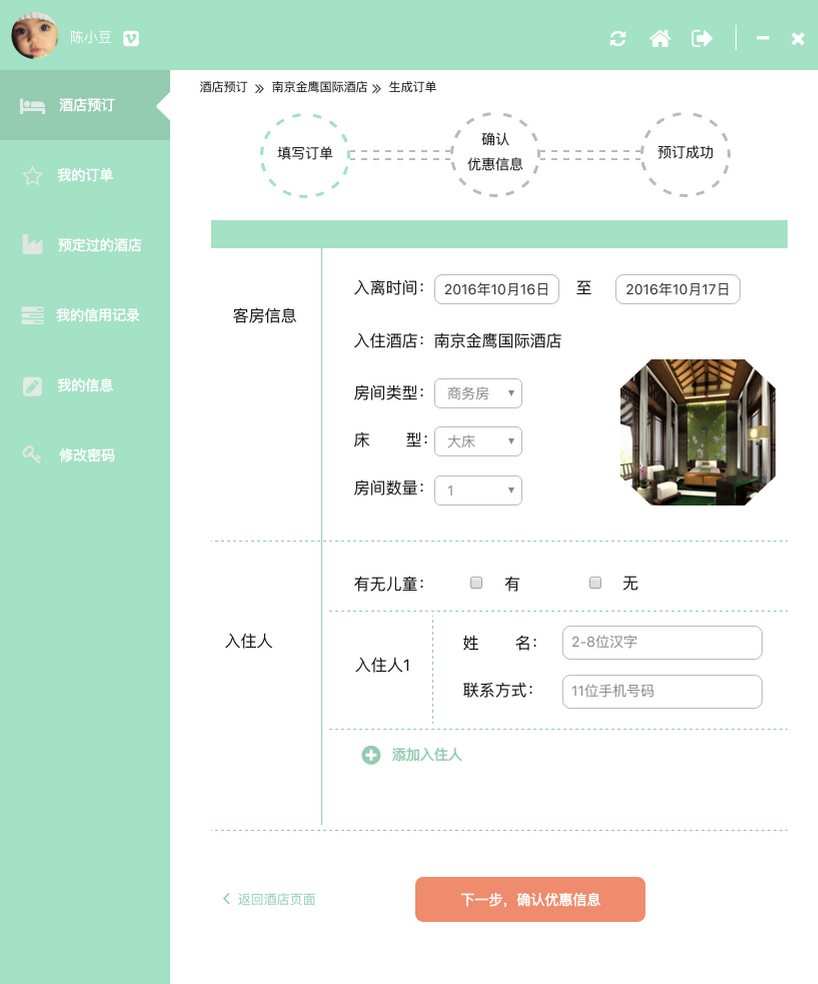 陈小豆
酒店预订 » 南京金鹰国际酒店 » 生成订单
酒店预订
我的订单
预定过的酒店
我的信用记录
我的信息
修改密码
填写订单
确认
优惠信息
预订成功
客房信息
入离时间： 2016年10月16日 至 2016年10月17日
入住酒店：南京金鹰国际酒店
房间类型： 商务房
床 型： 大床
房间数量： 1
入住人
有无儿童： 有 无
入住人1
姓 名： 2-8位汉字
联系方式： 11位手机号码
添加入住人
返回酒店页面
下一步，确认优惠信息